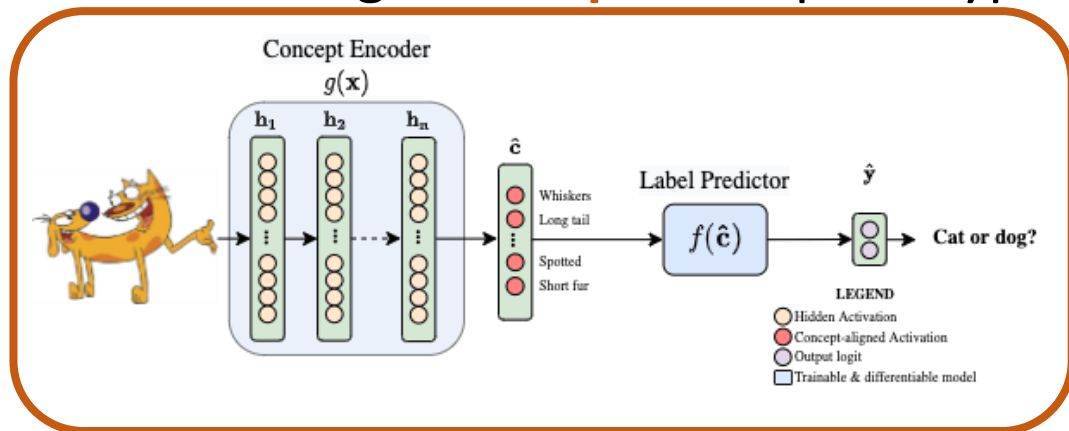 Concept Encoder
g(x)
h₁ h₂ hₙ
ĉ
Whiskers
Long tail
Spotted
Short fur
Label Predictor
f(ĉ)
ŷ
Cat or dog?
LEGEND
Hidden Activation
Concept-aligned Activation
Output logit
Trainable & differentiable model